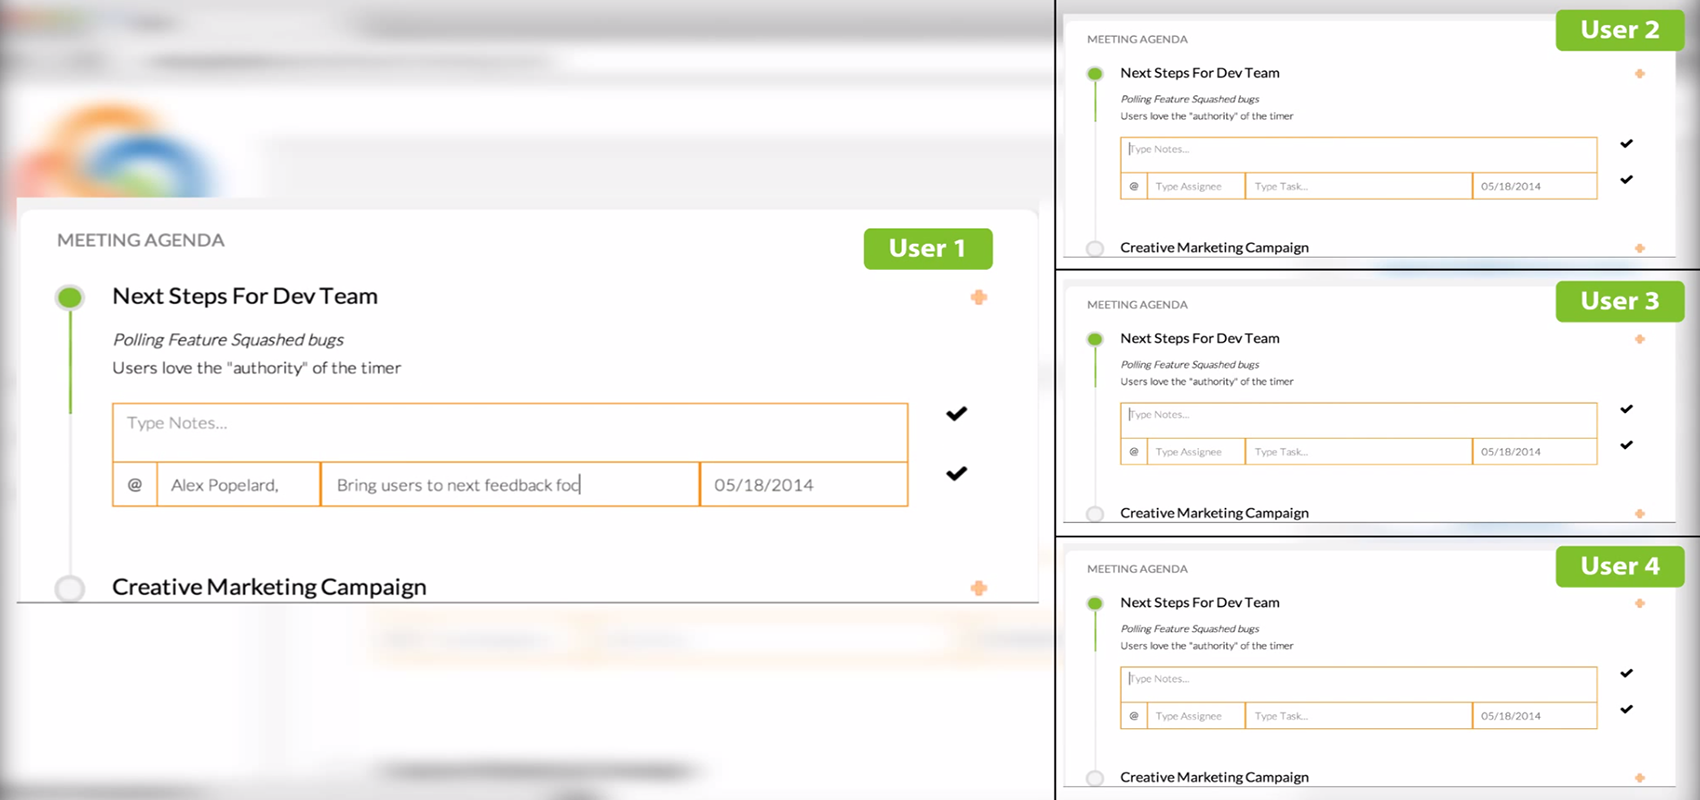 MEETING AGENDA
User 1
Next Steps For Dev Team
Polling Feature Squashed bugs
Users love the "authority" of the timer
Type Notes...
@ Alex Popelard, Bring users to next feedback foc 05/18/2014
Creative Marketing Campaign
User 2
MEETING AGENDA
Next Steps For Dev Team
Polling Feature Squashed bugs
Users love the "authority" of the timer
Type Notes...
@ Type Assignee Type Task... 05/18/2014
Creative Marketing Campaign
User 3
MEETING AGENDA
Next Steps For Dev Team
Polling Feature Squashed bugs
Users love the "authority" of the timer
Type Notes...
@ Type Assignee Type Task... 05/18/2014
Creative Marketing Campaign
User 4
MEETING AGENDA
Next Steps For Dev Team
Polling Feature Squashed bugs
Users love the "authority" of the timer
Type Notes...
@ Type Assignee Type Task... 05/18/2014
Creative Marketing Campaign